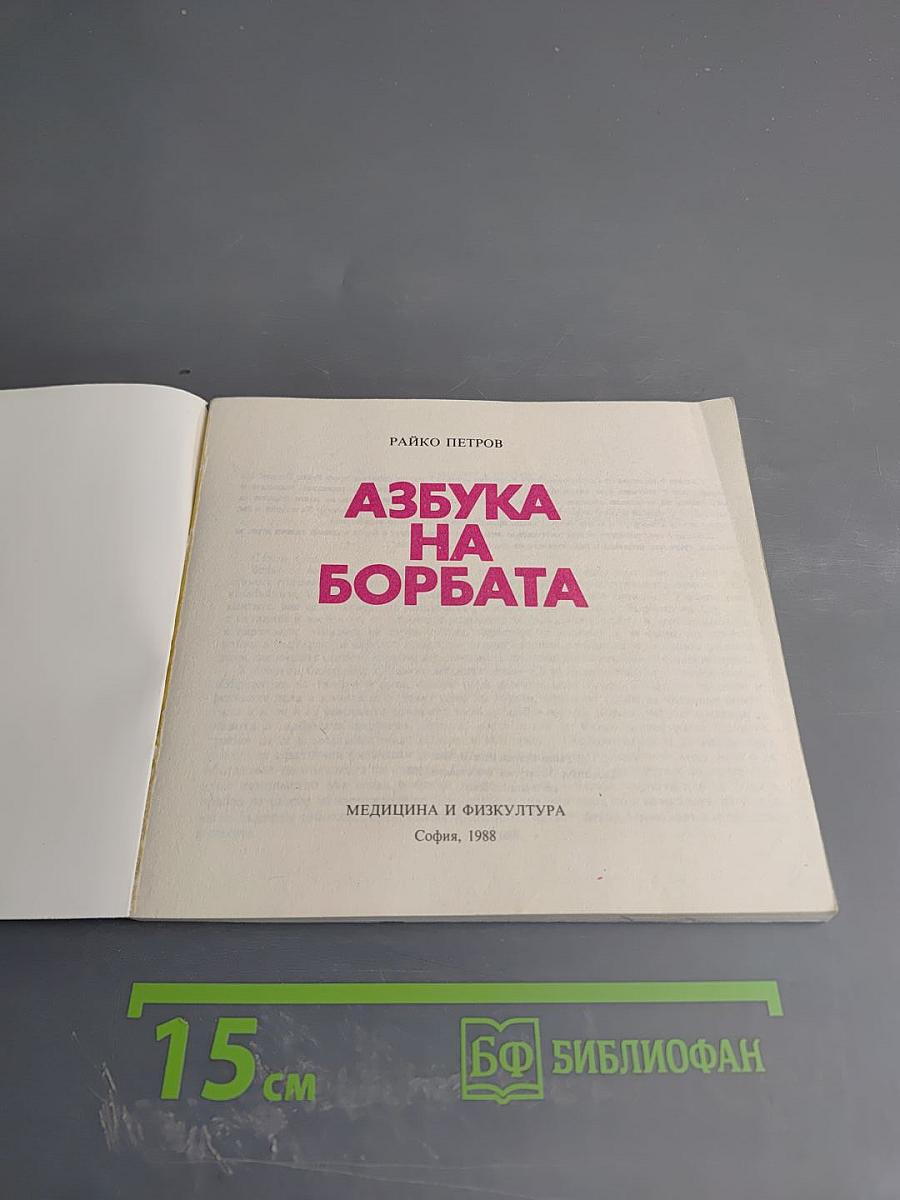 РАЙКО ПЕТРОВ
АЗБУКА
НА
БОРБАТА
МЕДИЦИНА И ФИЗКУЛТУРА
София, 1988
15 см
БФ БИБЛИОФАН